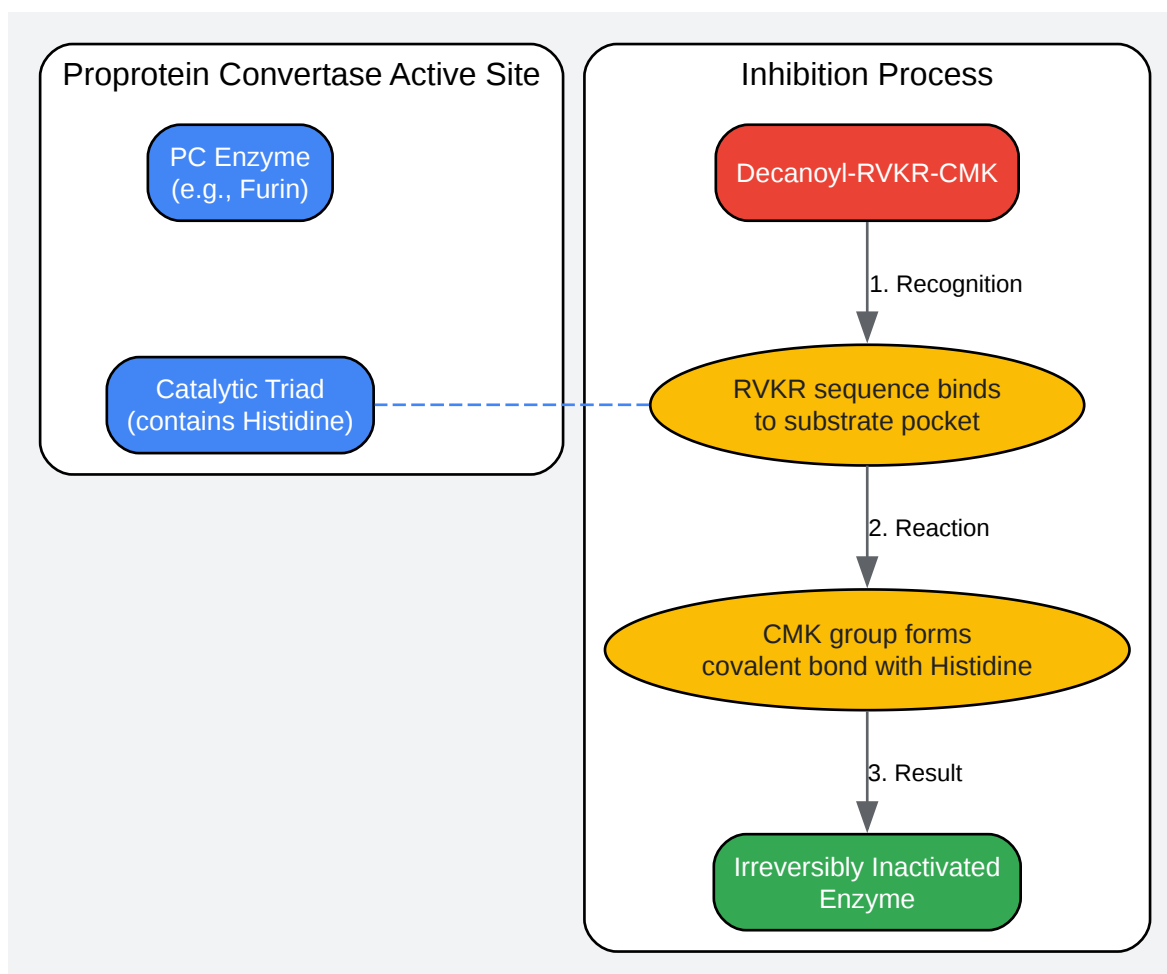 Proprotein Convertase Active Site
PC Enzyme
(e.g., Furin)
Catalytic Triad
(contains Histidine)
Inhibition Process
Decanoyl-RVKR-CMK
1. Recognition
RVKR sequence binds
to substrate pocket
2. Reaction
CMK group forms
covalent bond with Histidine
3. Result
Irreversibly Inactivated
Enzyme